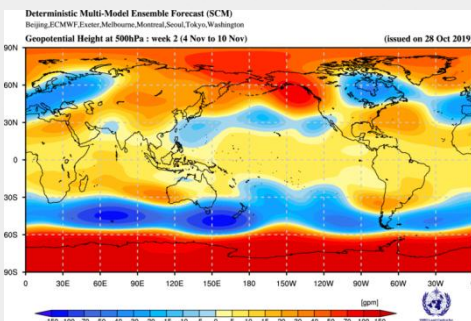 Deterministic Multi-Model Ensemble Forecast (SCM)
Beijing,ECMWF,Exeter,Melbourne,Montreal,Seoul,Tokyo,Washington
Geopotential Height at 500hPa : week 2 (4 Nov to 10 Nov) (issued on 28 Oct 2019
90N
60N
30N
0
30S
60S
90S
0 30E 60E 90E 120E 150E 180 150W 120W 90W 60W 30W
[gpm]